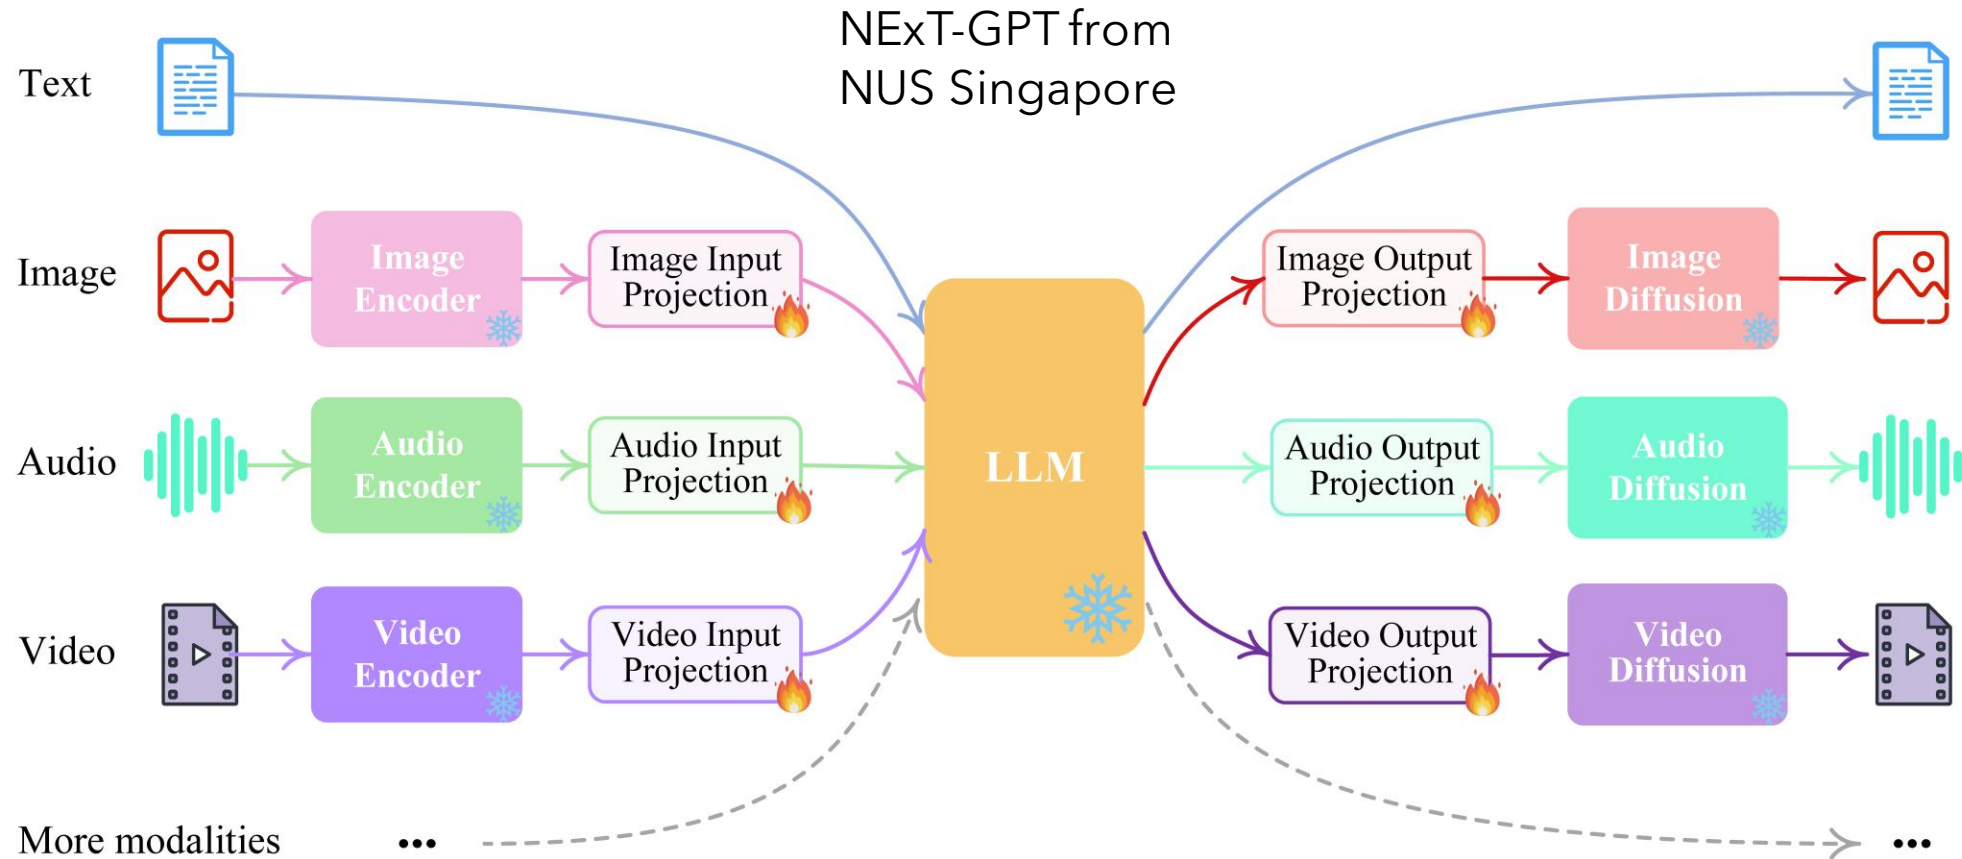 NExT-GPT from
NUS Singapore
Text
Image
Image
Encoder
Image Input
Projection
Image Output
Projection
Image
Diffusion
Audio
Audio
Encoder
Audio Input
Projection
LLM
Audio Output
Projection
Audio
Diffusion
Video
Video
Encoder
Video Input
Projection
Video Output
Projection
Video
Diffusion
More modalities
...
...